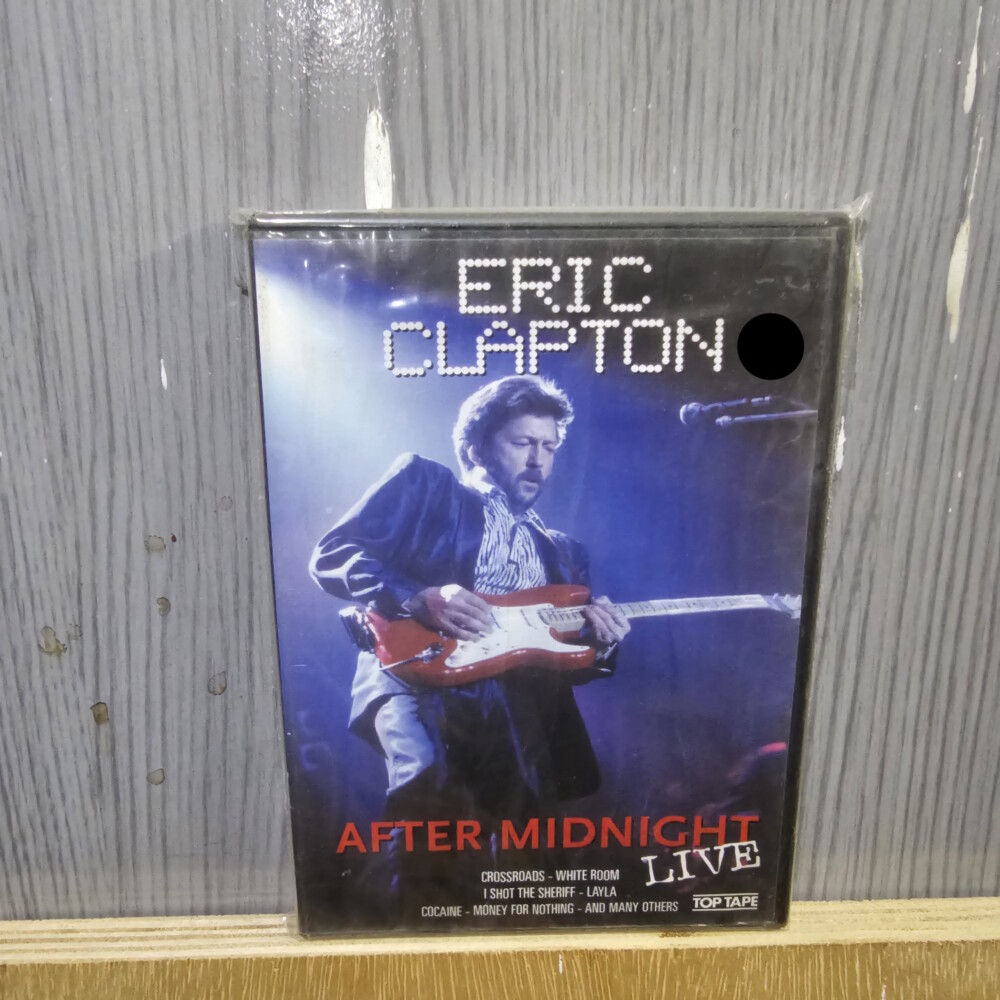 ERIC
CLAPTON
AFTER MIDNIGHT
LIVE
CROSSROADS - WHITE ROOM
I SHOT THE SHERIFF - LAYLA
COCAINE - MONEY FOR NOTHING - AND MANY OTHERS
TOP TAPE